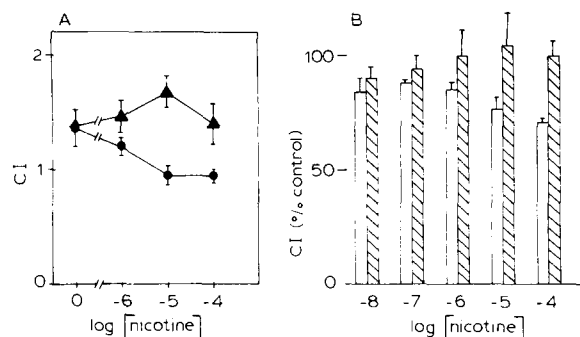 A
2
1
0
CI
0 -6 -5 -4
log [nicotine]
B
100
50
0
CI (% control)
-8 -7 -6 -5 -4
log [nicotine]